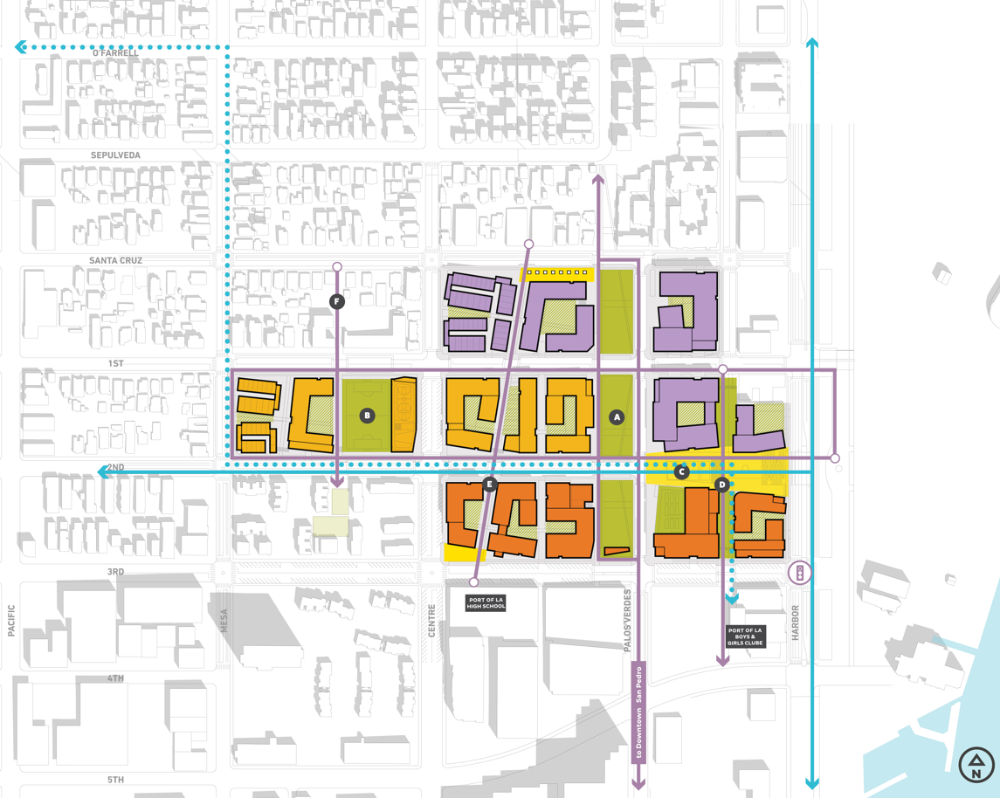 O'FARRELL
SEPULVEDA
SANTA CRUZ
F
1ST
B
A
2ND
C
E
D
3RD
PORT OF LA
HIGH SCHOOL
PACIFIC
MESA
CENTRE
PALOS VERDES
HARBOR
PORT OF LA
BOYS &
GIRLS CLUBE
4TH
to Downtown San Pedro
5TH
N